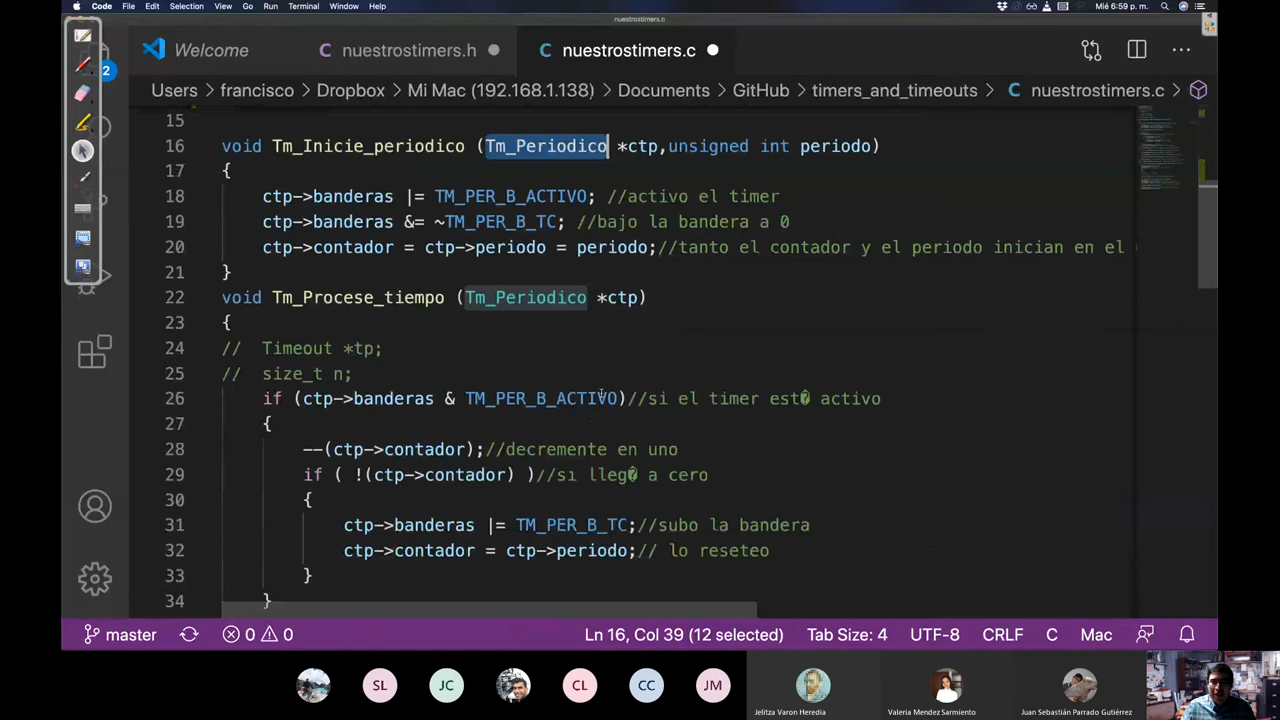 Code File Edit Selection View Go Run Terminal Window Help Mié 6:59 p. m.
nuestrostimers.c
Welcome nuestrostimers.h nuestrostimers.c
Users francisco Dropbox Mi Mac (192.168.1.138) Documents GitHub timers_and_timeouts nuestrostimers.c
2
15
16 void Tm_Inicie_periodico (Tm_Periodico *ctp,unsigned int periodo)
17 {
18 ctp->banderas |= TM_PER_B_ACTIVO; //activo el timer
19 ctp->banderas &= ~TM_PER_B_TC; //bajo la bandera a 0
20 ctp->contador = ctp->periodo = periodo;//tanto el contador y el periodo inician en el
21 }
22 void Tm_Procese_tiempo (Tm_Periodico *ctp)
23 {
24 // Timeout *tp;
25 // size_t n;
26 if (ctp->banderas & TM_PER_B_ACTIVO)//si el timer est� activo
27 {
28 --(ctp->contador);//decremente en uno
29 if ( !(ctp->contador) )//si lleg� a cero
30 {
31 ctp->banderas |= TM_PER_B_TC;//subo la bandera
32 ctp->contador = ctp->periodo;// lo reseteo
33 }
34 }
master 0 0 Ln 16, Col 39 (12 selected) Tab Size: 4 UTF-8 CRLF C Mac
SL JC CL CC JM
Jelitza Varon Heredia Valeria Mendez Sarmiento Juan Sebastián Parrado Gutiérrez